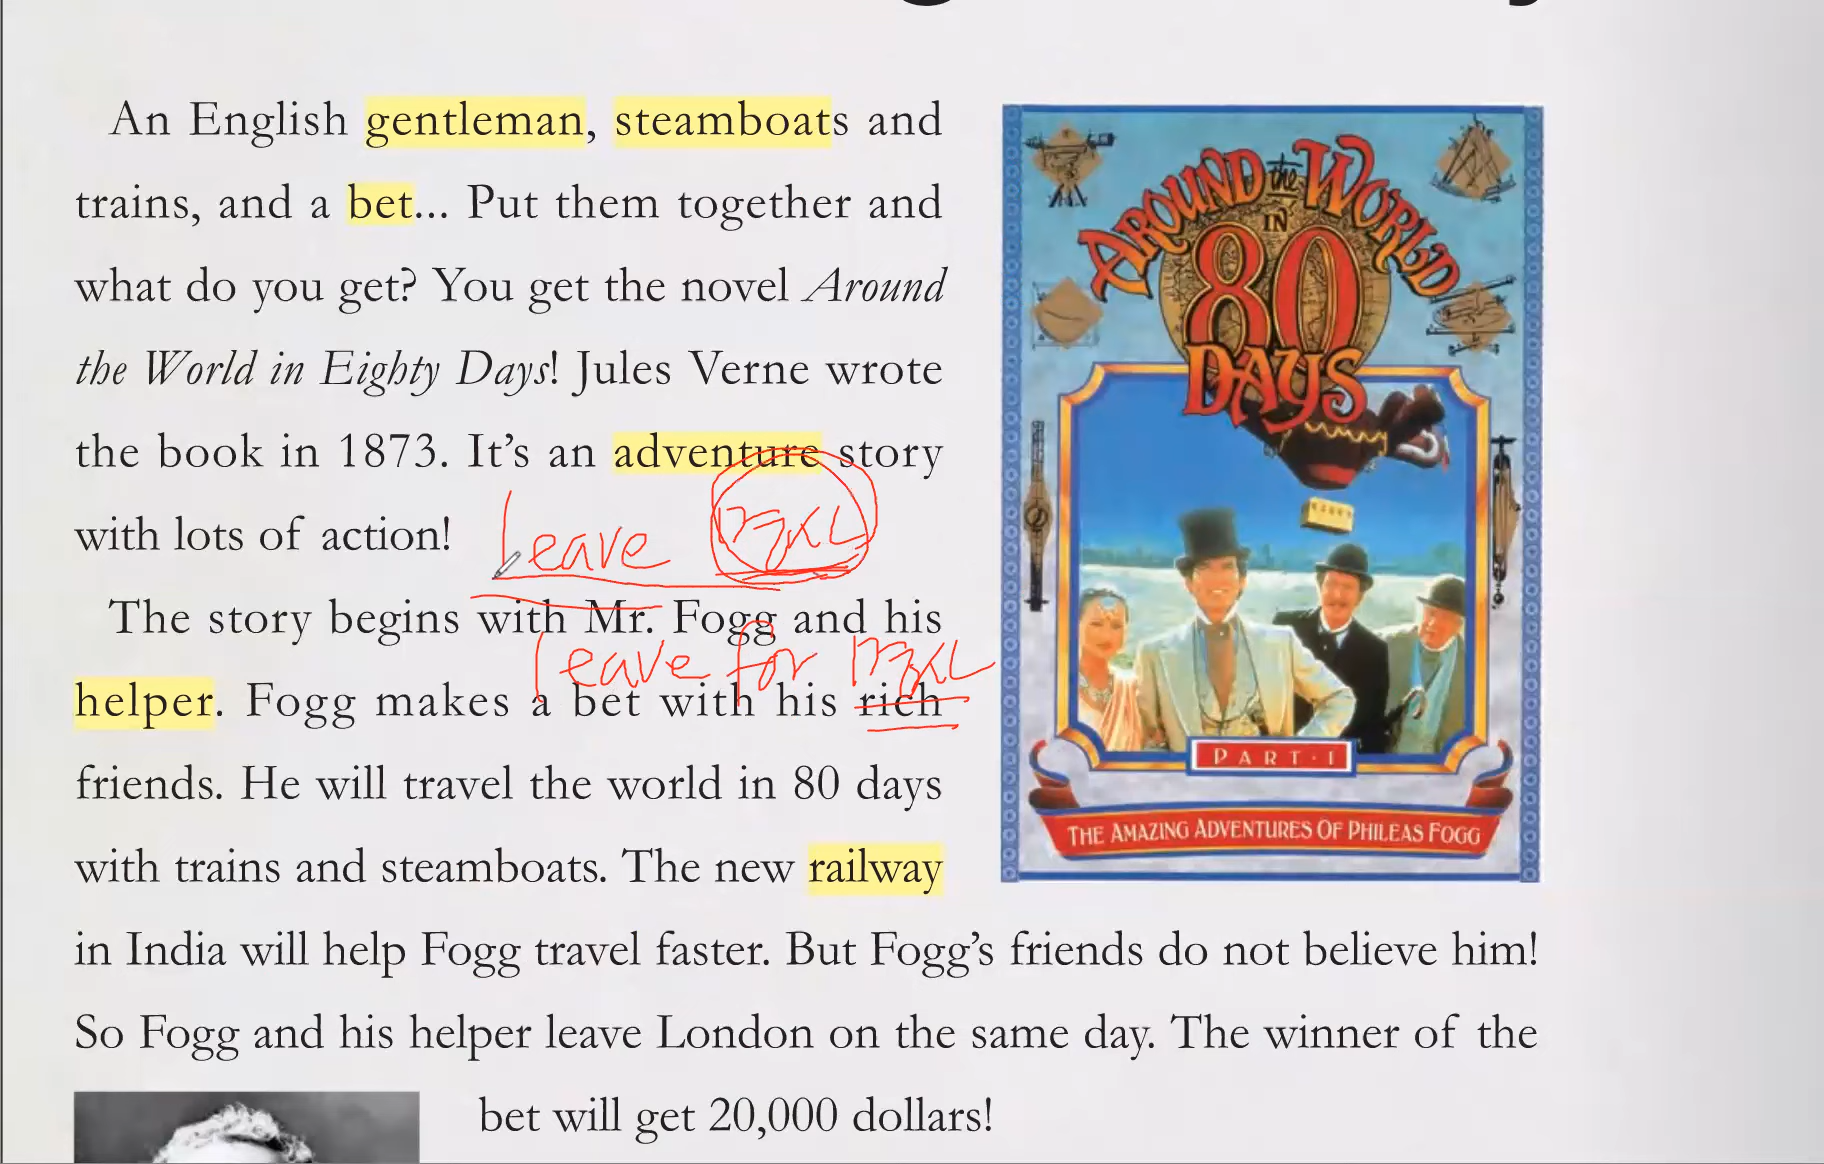 An English gentleman, steamboats and
trains, and a bet... Put them together and
what do you get? You get the novel Around
the World in Eighty Days! Jules Verne wrote
the book in 1873. It's an adventure story
with lots of action!
Leave
The story begins with Mr. Fogg and his
leave for
helper. Fogg makes a bet with his rich
friends. He will travel the world in 80 days
with trains and steamboats. The new railway
in India will help Fogg travel faster. But Fogg's friends do not believe him!
So Fogg and his helper leave London on the same day. The winner of the
bet will get 20,000 dollars!
AROUND the WORLD
IN
80
DAYS
PART·I
THE AMAZING ADVENTURES OF PHILEAS FOGG